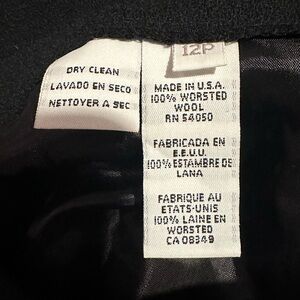 12P
DRY CLEAN
LAVADO EN SECO
NETTOYER A SEC
MADE IN U.S.A.
100% WORSTED
WOOL
RN 54050
FABRICADA EN
E.E.U.U.
100% ESTAMBRE DE
LANA
FABRIQUE AU
ETATS-UNIS
100% LAINE EN
WORSTED
CA 08349